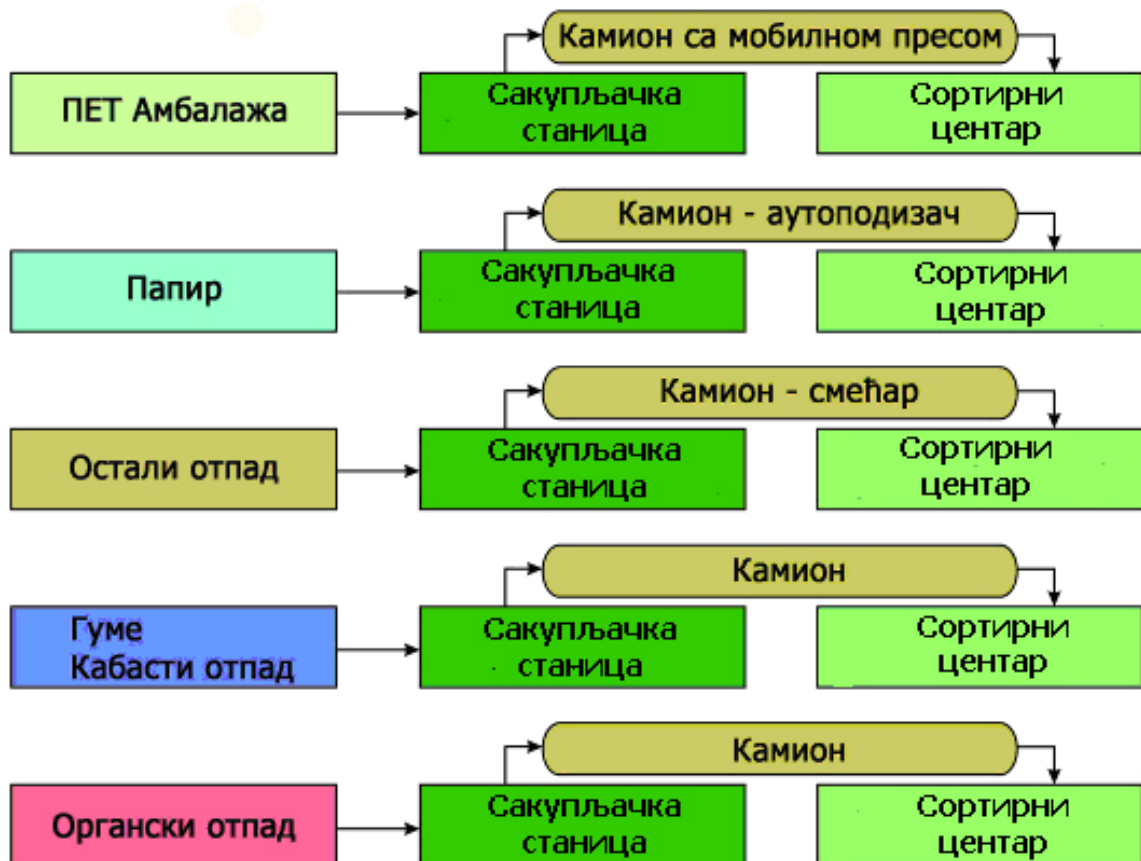 Камион са мобилном пресом
ПЕТ Амбалажа
Сакупљачка
станица
Сортирни
центар
Камион - аутоподизач
Папир
Сакупљачка
станица
Сортирни
центар
Камион - смећар
Остали отпад
Сакупљачка
станица
Сортирни
центар
Камион
Гуме
Кабасти отпад
Сакупљачка
станица
Сортирни
центар
Камион
Органски отпад
Сакупљачка
станица
Сортирни
центар